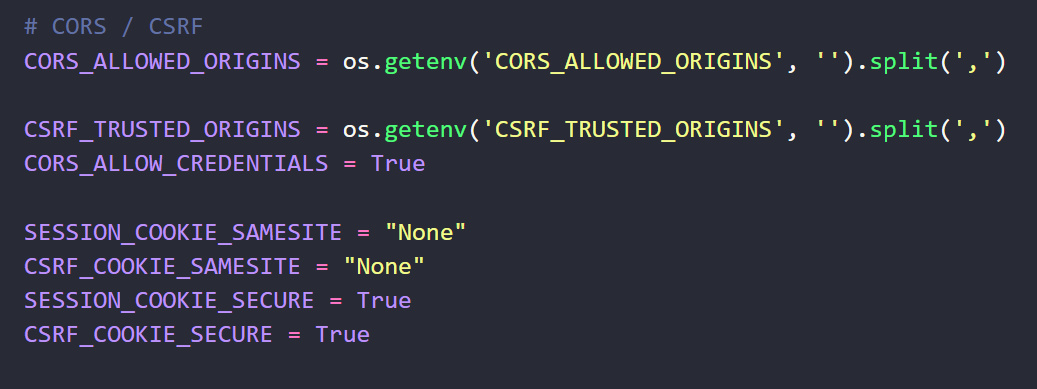 # CORS / CSRF
CORS_ALLOWED_ORIGINS = os.getenv('CORS_ALLOWED_ORIGINS', '').split(',')
CSRF_TRUSTED_ORIGINS = os.getenv('CSRF_TRUSTED_ORIGINS', '').split(',')
CORS_ALLOW_CREDENTIALS = True
SESSION_COOKIE_SAMESITE = "None"
CSRF_COOKIE_SAMESITE = "None"
SESSION_COOKIE_SECURE = True
CSRF_COOKIE_SECURE = True